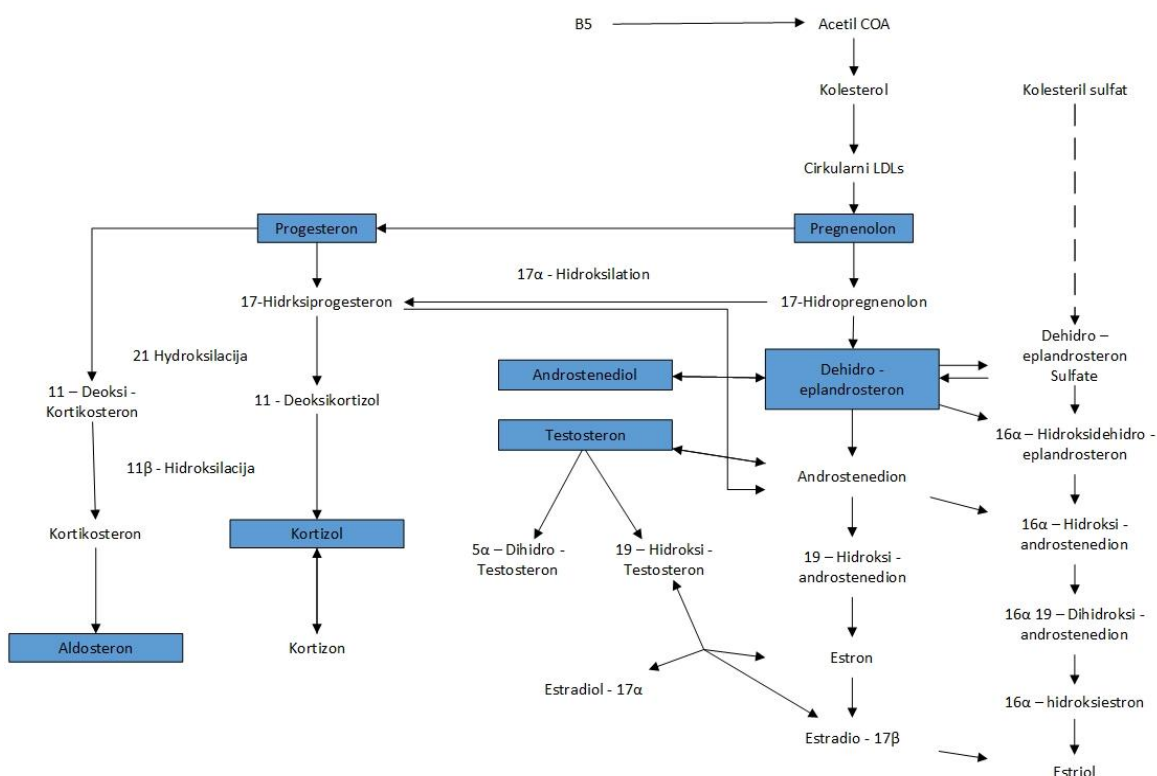 B5
Acetil COA
Kolesterol
Kolesteril sulfat
Cirkularni LDLs
Progesteron
Pregnenolon
17α - Hidroksilation
17-Hidrksiprogesteron
17-Hidropregnenolon
21 Hydroksilacija
Dehidro –
eplandrosteron
Sulfate
Androstenediol
Dehidro -
eplandrosteron
11 – Deoksi -
Kortikosteron
11 - Deoksikortizol
Testosteron
16α – Hidroksidehidro -
eplandrosteron
11β - Hidroksilacija
Androstenedion
Kortikosteron
Kortizol
5α – Dihidro -
Testosteron
19 – Hidroksi -
Testosteron
19 – Hidroksi -
androstenedion
16α – Hidroksi -
androstenedion
16α 19 – Dihidroksi -
androstenedion
Aldosteron
Kortizon
Estron
Estradiol - 17α
16α – hidroksiestron
Estradio - 17β
Estriol